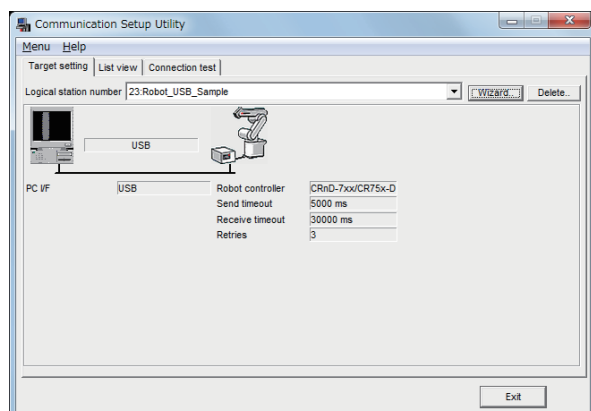 Communication Setup Utility
Menu Help
Target setting List view Connection test
Logical station number 23:Robot_USB_Sample Wizard... Delete..
USB
PC I/F USB Robot controller CRnD-7xx/CR75x-D
Send timeout 5000 ms
Receive timeout 30000 ms
Retries 3
Exit